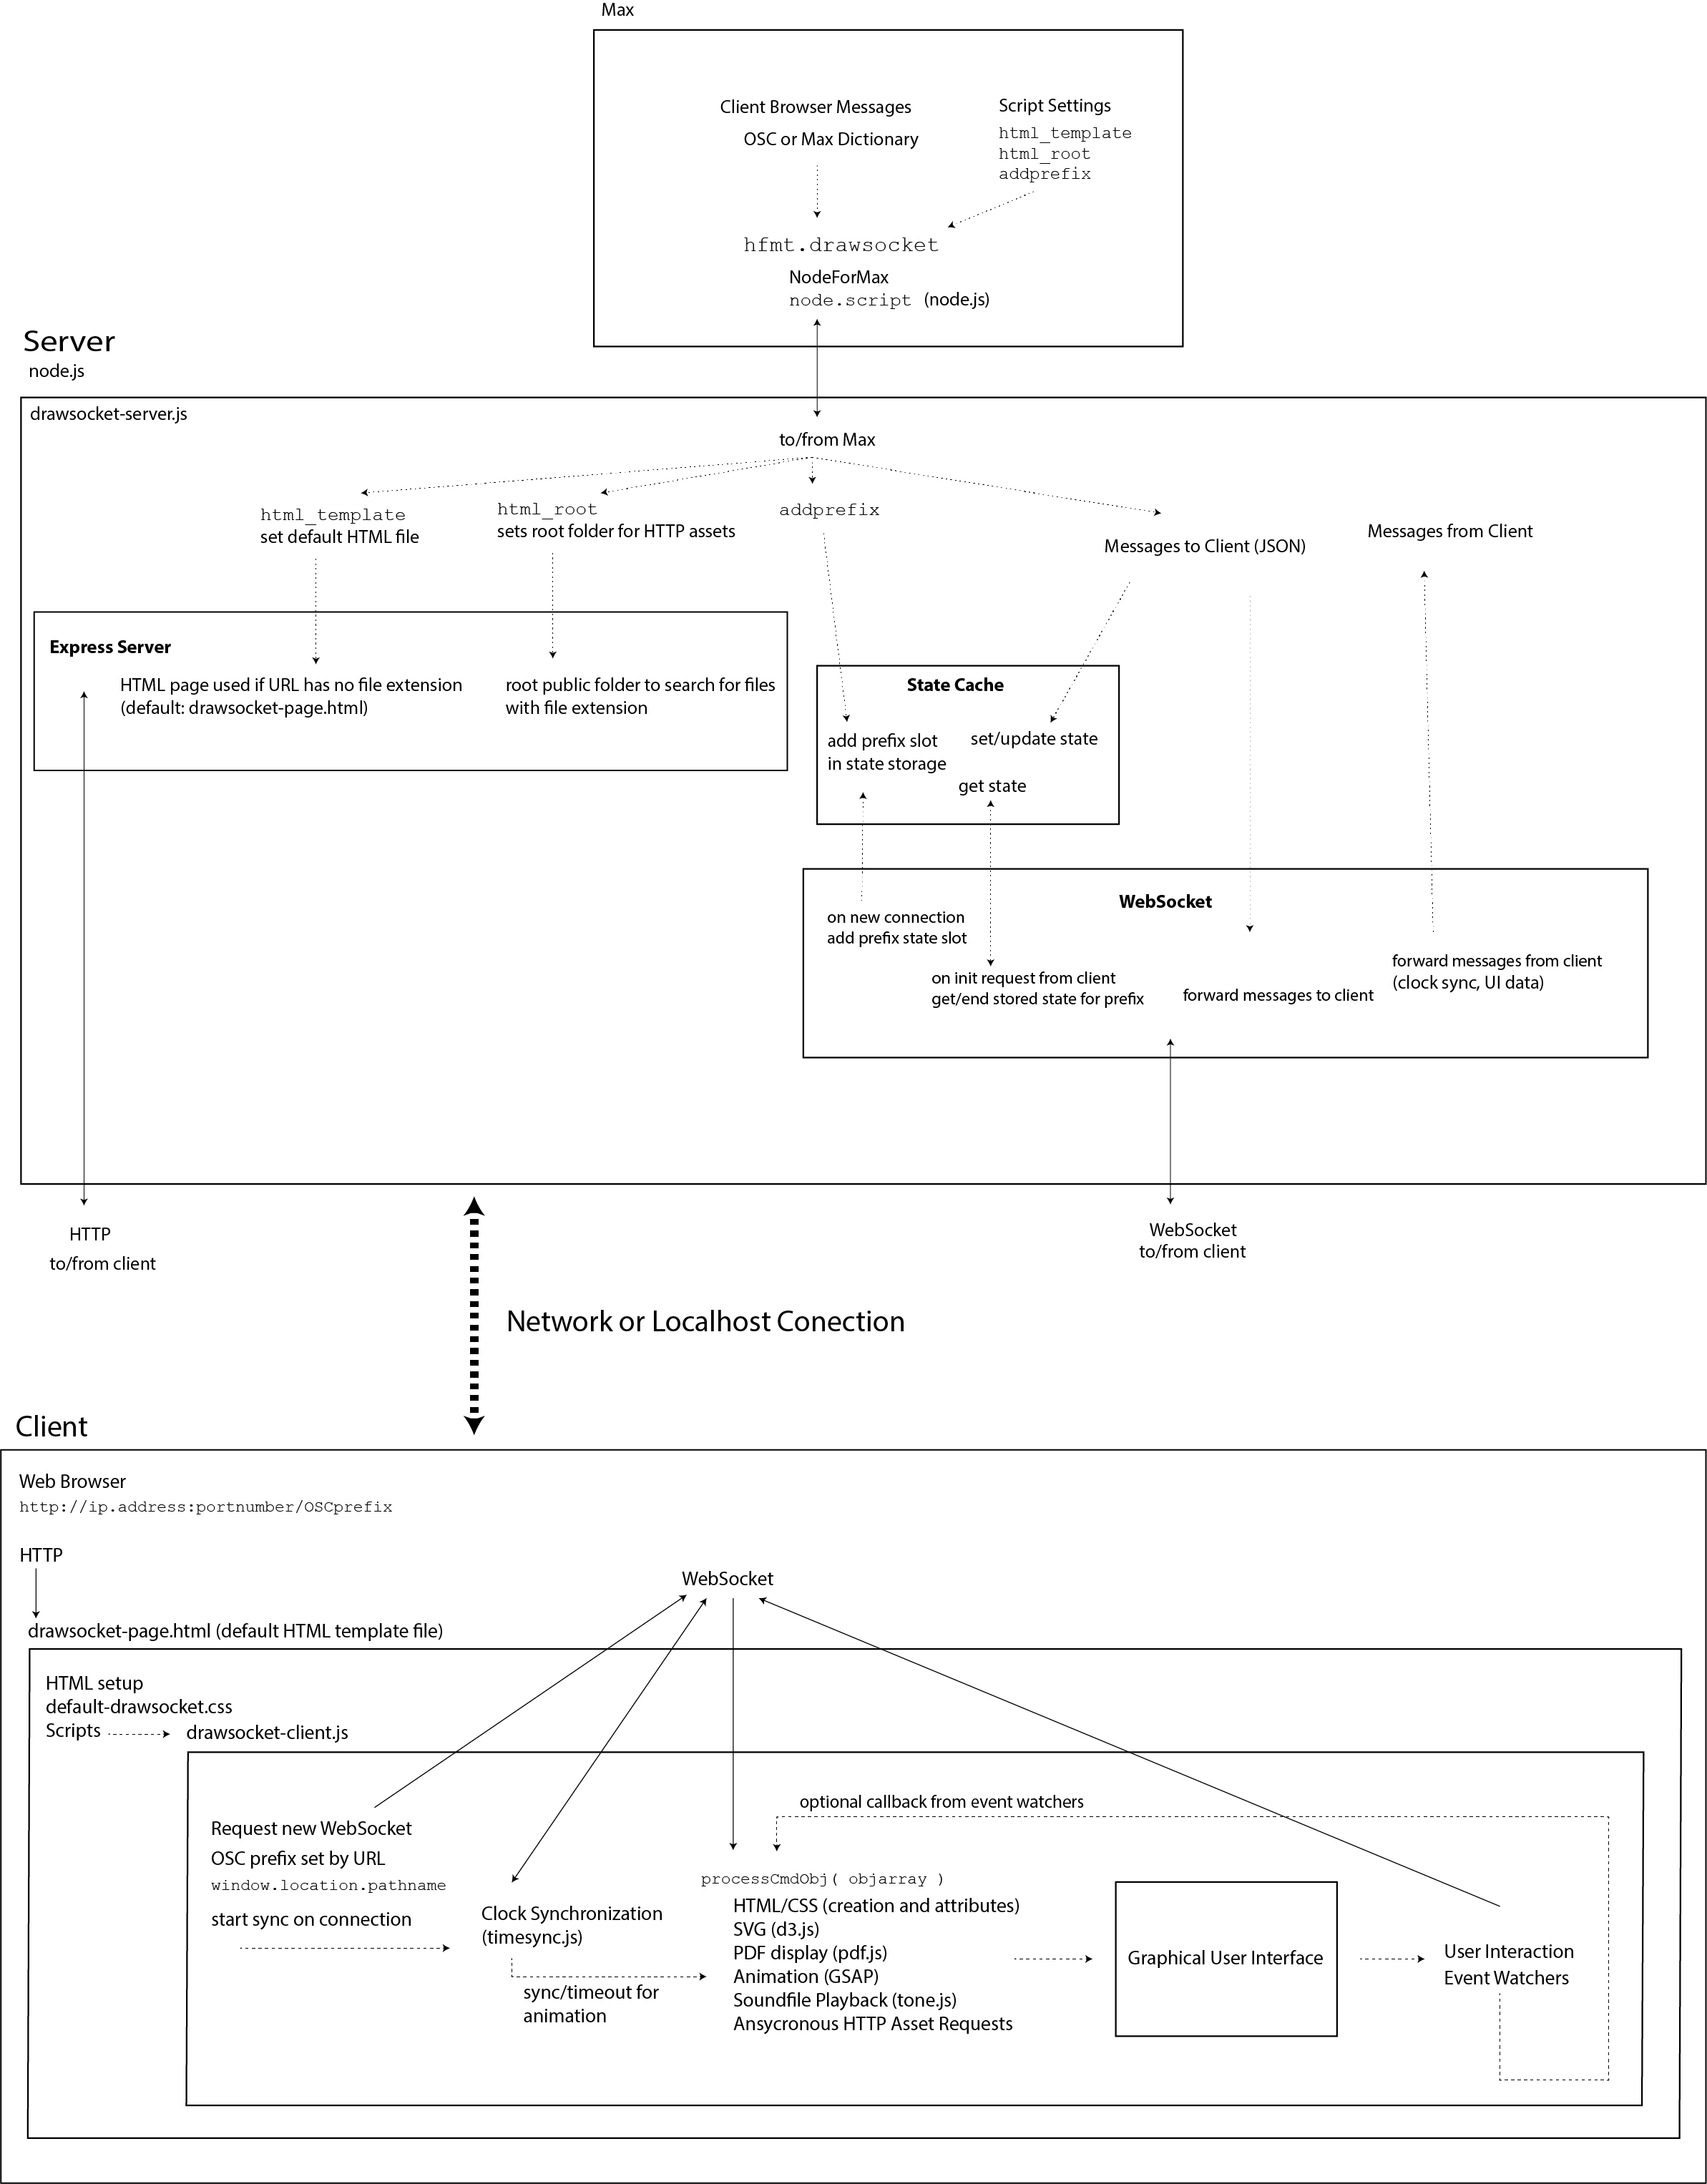 Max
Client Browser Messages
OSC or Max Dictionary
Script Settings
html_template
html_root
addprefix
hfmt.drawsocket
NodeForMax
node.script (node.js)
Server
node.js
drawsocket-server.js
to/from Max
html_template
set default HTML file
html_root
sets root folder for HTTP assets
addprefix
Messages to Client (JSON)
Messages from Client
Express Server
HTML page used if URL has no file extension
(default: drawsocket-page.html)
root public folder to search for files
with file extension
State Cache
add prefix slot
in state storage
set/update state
get state
WebSocket
on new connection
add prefix state slot
on init request from client
get/end stored state for prefix
forward messages to client
forward messages from client
(clock sync, UI data)
HTTP
to/from client
WebSocket
to/from client
Network or Localhost Conection
Client
Web Browser
http://ip.address:portnumber/OSCprefix
HTTP
WebSocket
drawsocket-page.html (default HTML template file)
HTML setup
default-drawsocket.css
Scripts
drawsocket-client.js
optional callback from event watchers
Request new WebSocket
OSC prefix set by URL
window.location.pathname
start sync on connection
Clock Synchronization
(timesync.js)
sync/timeout for
animation
processCmdObj( objarray )
HTML/CSS (creation and attributes)
SVG (d3.js)
PDF display (pdf.js)
Animation (GSAP)
Soundfile Playback (tone.js)
Ansycronous HTTP Asset Requests
Graphical User Interface
User Interaction
Event Watchers